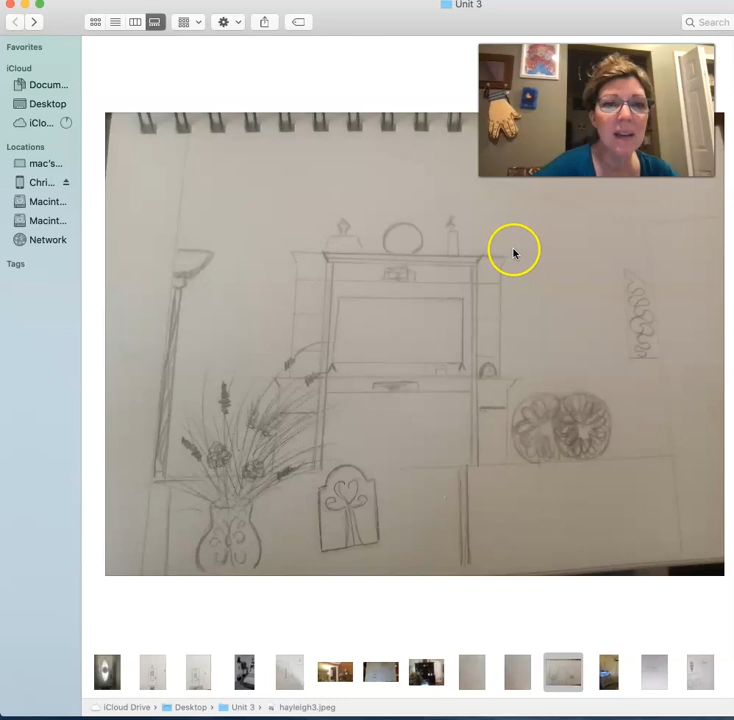 Unit 3
Search
Favorites
iCloud
Docum...
Desktop
iClo...
Locations
mac's...
Chri...
Macint...
Macint...
Network
Tags
iCloud Drive > Desktop > Unit 3 > hayleigh3.jpeg